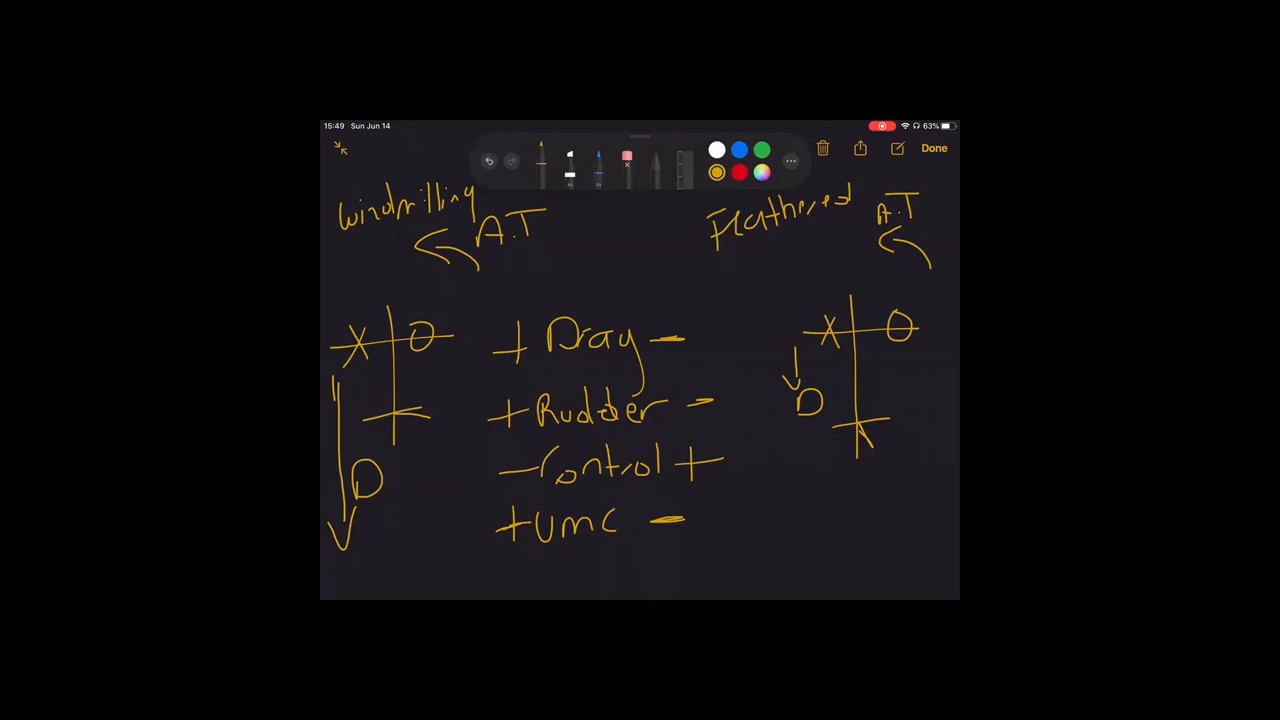 15:49 Sun Jun 14 63%
Done
Windmilling
A.T
Feathered
A.T
X O
+ Drag -
X O
+ Rudder -
D
- Control +
D
+ Vmc -